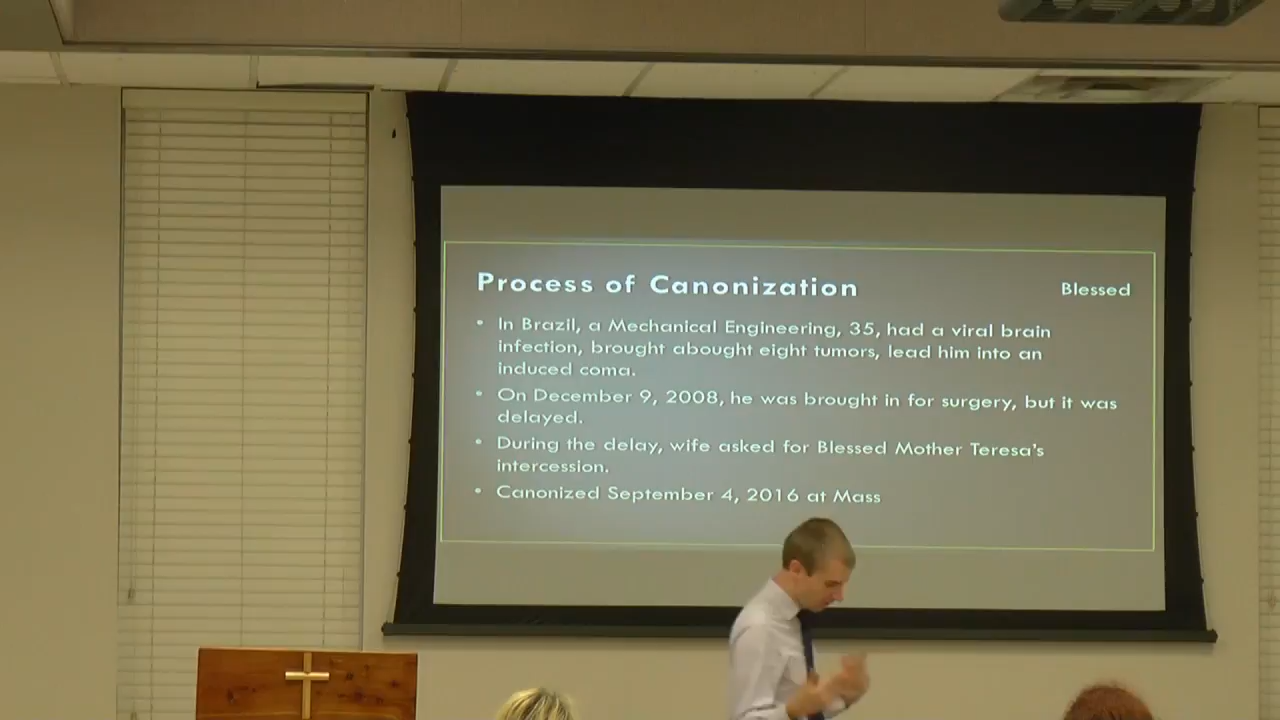 Process of Canonization
Blessed
• In Brazil, a Mechanical Engineering, 35, had a viral brain
infection, brought abought eight tumors, lead him into an
induced coma.
• On December 9, 2008, he was brought in for surgery, but it was
delayed.
• During the delay, wife asked for Blessed Mother Teresa's
intercession.
• Canonized September 4, 2016 at Mass